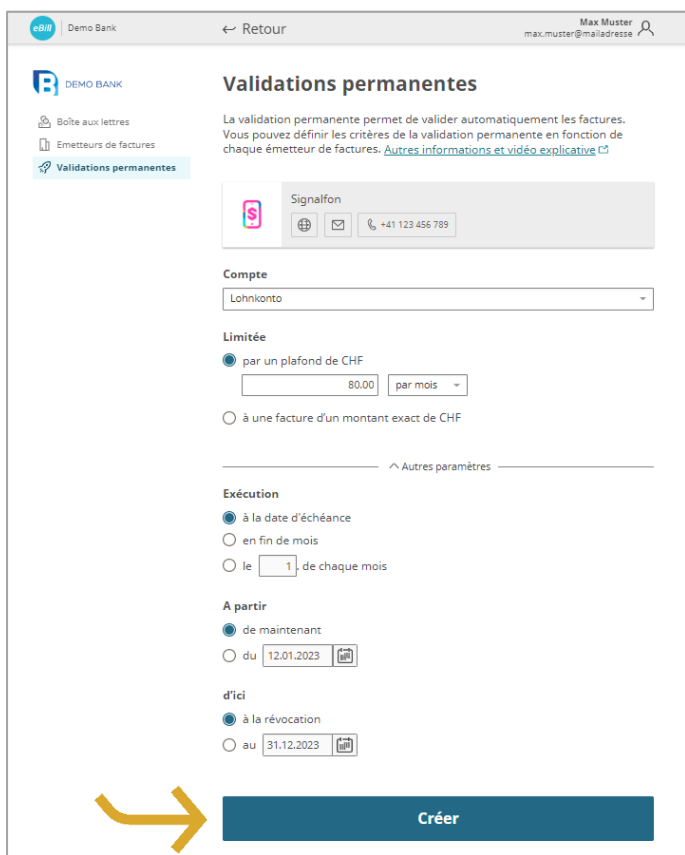 eBill
Demo Bank
← Retour
Max Muster
max.muster@mailadresse
DEMO BANK
Boîte aux lettres
Emetteurs de factures
Validations permanentes
Validations permanentes
La validation permanente permet de valider automatiquement les factures.
Vous pouvez définir les critères de la validation permanente en fonction de
chaque émetteur de factures. Autres informations et vidéo explicative
Signalfon
+41 123 456 789
Compte
Lohnkonto
Limitée
par un plafond de CHF
80.00 par mois
à une facture d'un montant exact de CHF
Autres paramètres
Exécution
à la date d'échéance
en fin de mois
le 1. de chaque mois
A partir
de maintenant
du 12.01.2023
d'ici
à la révocation
au 31.12.2023
Créer